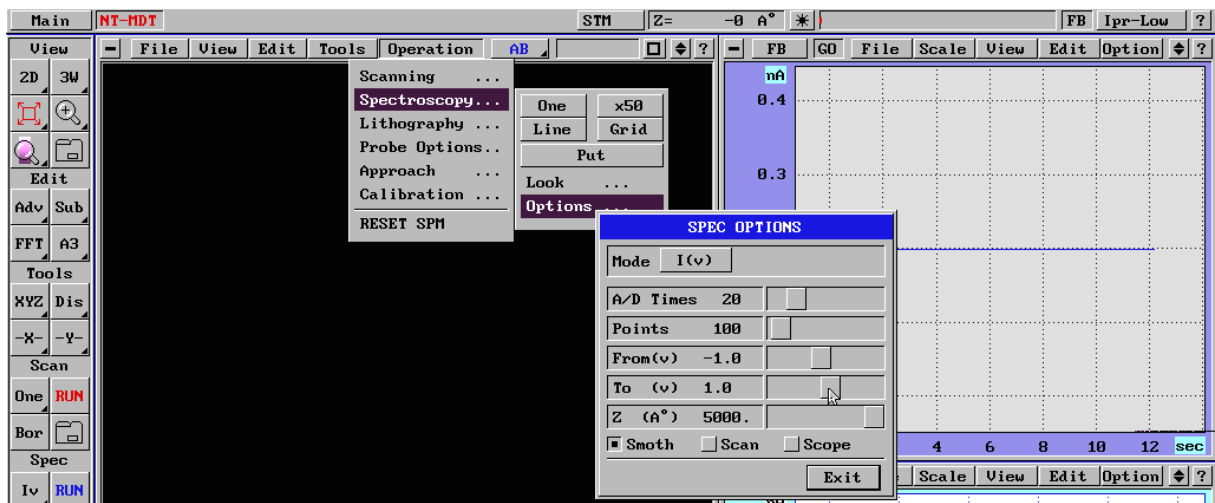 Main NT-MDT STM Z= -0 A° FB Ipr-Low ?
View File View Edit Tools Operation AB ? FB GO File Scale View Edit Option ?
2D 3W
Edit
Adv Sub
FFT A3
Tools
XYZ Dis
-X- -Y-
Scan
One RUN
Bor
Spec
Iv RUN
Scanning ...
Spectroscopy...
Lithography ...
Probe Options..
Approach ...
Calibration ...
RESET SPM
One x50
Line Grid
Put
Look ...
Options ...
SPEC OPTIONS
Mode I(v)
A/D Times 20
Points 100
From(v) -1.0
To (v) 1.0
Z (A°) 5000.
Smoth Scan Scope
Exit
nA
0.4
0.3
4 6 8 10 12 sec
Scale View Edit Option ?